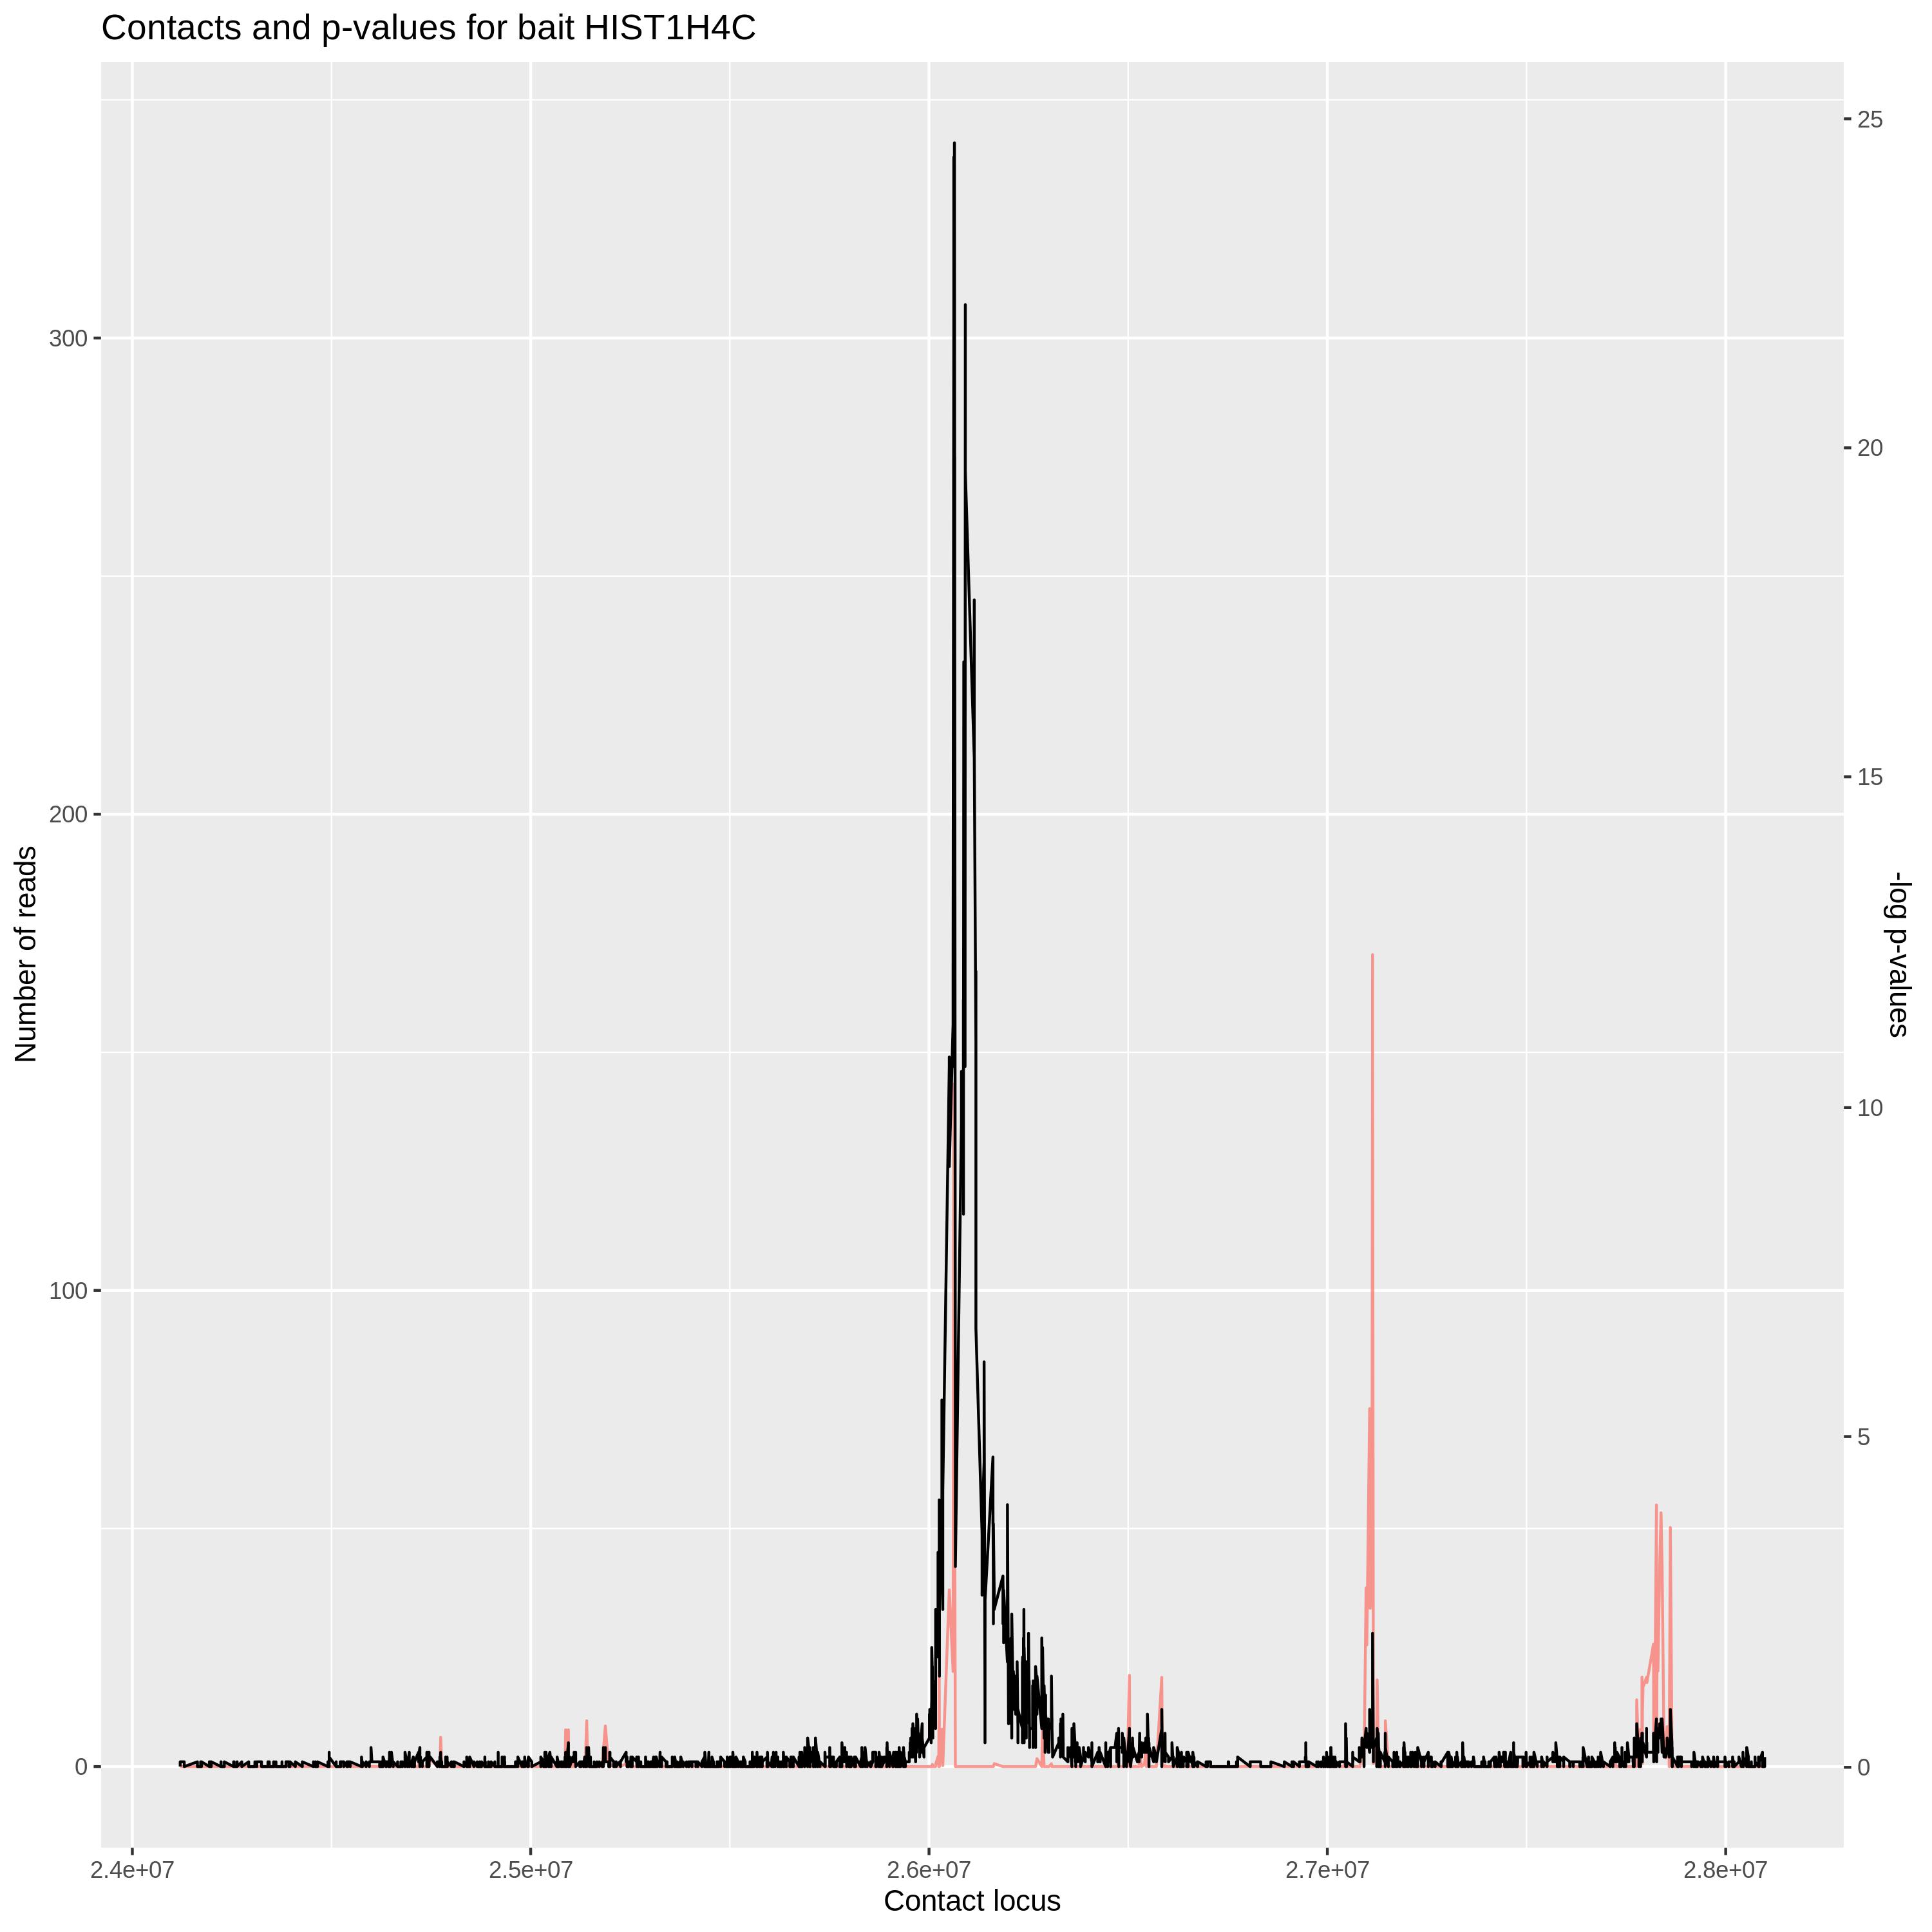 Contacts and p-values for bait HIST1H4C
Number of reads
300
200
100
0
25
20
15
10
5
0
-log p-values
2.4e+07
2.5e+07
2.6e+07
2.7e+07
2.8e+07
Contact locus